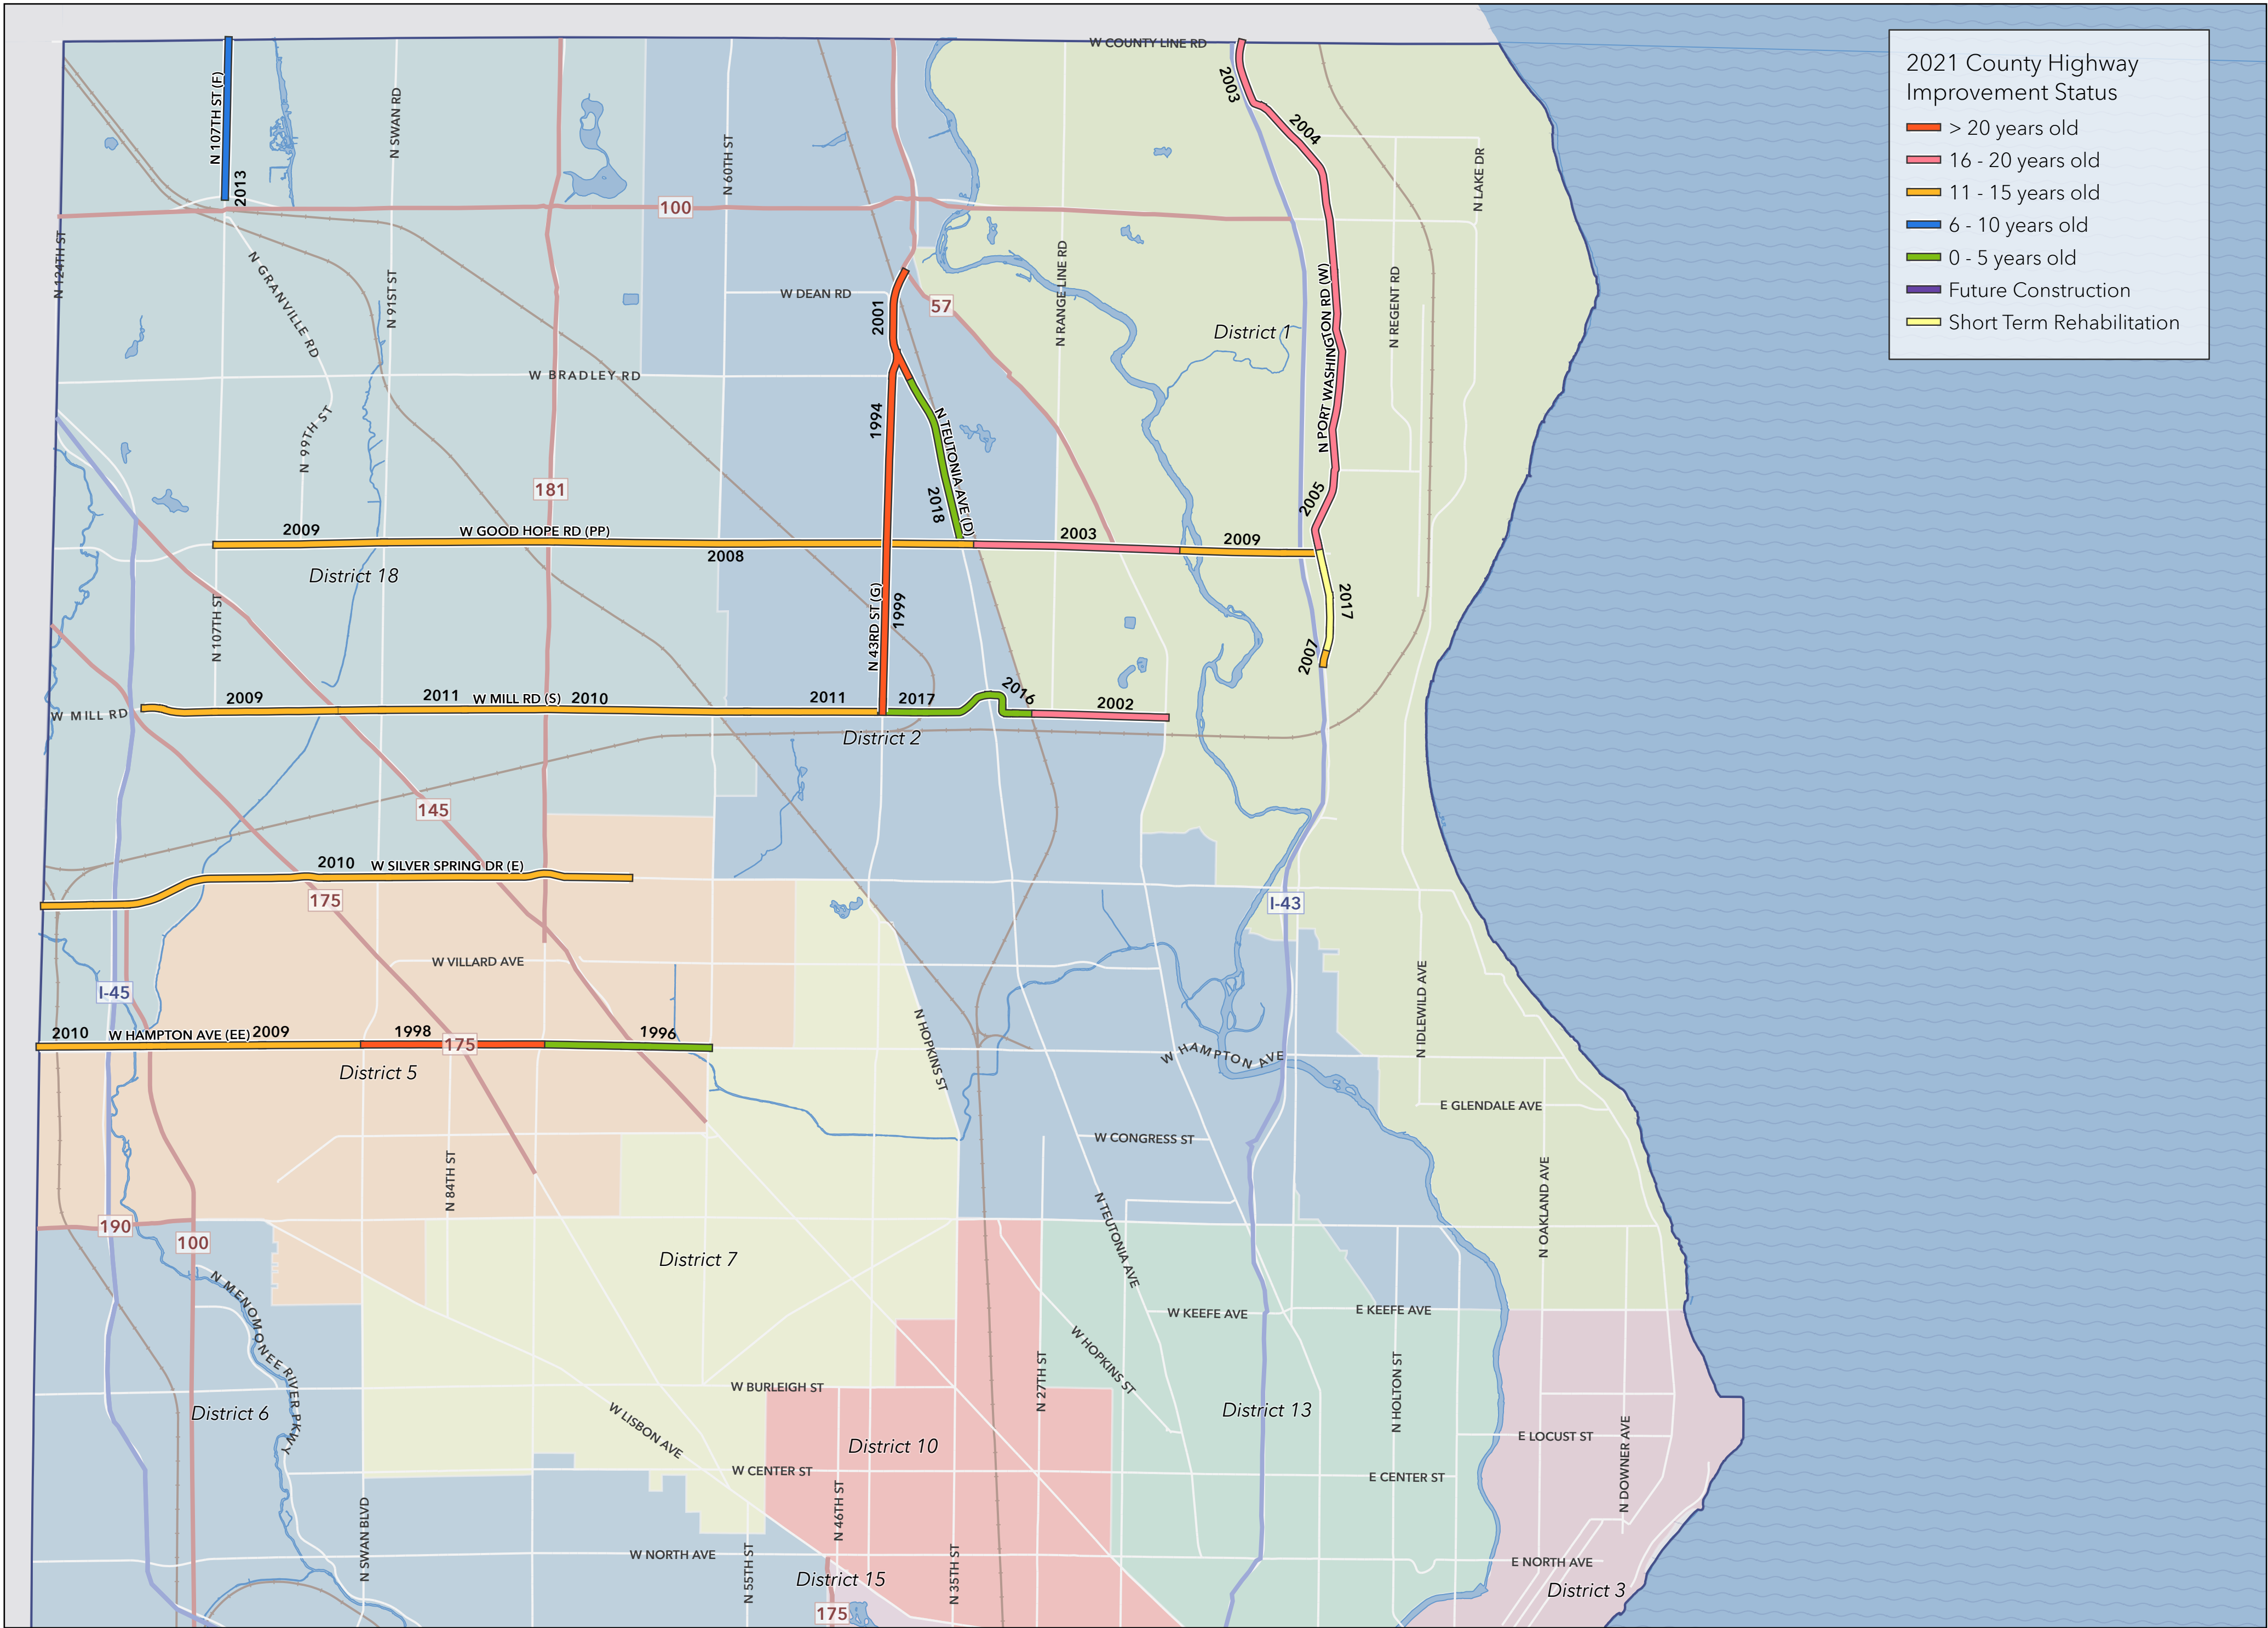 W COUNTY LINE RD
2021 County Highway
Improvement Status
> 20 years old
16 - 20 years old
11 - 15 years old
6 - 10 years old
0 - 5 years old
Future Construction
Short Term Rehabilitation
N 107TH ST (F)
2013
N SWAN RD
N 60TH ST
2003
2004
N LAKE DR
100
N 124TH ST
N GRANVILLE RD
N 91ST ST
W DEAN RD
2001
57
N RANGE LINE RD
District 1
N PORT WASHINGTON RD (W)
N REGENT RD
W BRADLEY RD
N 99TH ST
1994
N TEUTONIA AVE (D)
2018
181
2005
2009
W GOOD HOPE RD (PP)
2008
2003
2009
District 18
N 107TH ST
N 43RD ST (G)
1999
2017
2007
W MILL RD
2009
2011
W MILL RD (S)
2010
2011
2017
2016
2002
District 2
145
2010
W SILVER SPRING DR (E)
175
I-43
W VILLARD AVE
I-45
N IDLEWILD AVE
N HOPKINS ST
2010
W HAMPTON AVE (EE)
2009
1998
175
1996
W HAMPTON AVE
District 5
E GLENDALE AVE
W CONGRESS ST
N 84TH ST
N TEUTONIA AVE
N OAKLAND AVE
190
100
District 7
N MENOMONEE RIVER PKWY
W KEEFE AVE
E KEEFE AVE
W HOPKINS ST
N 27TH ST
N HOLTON ST
W BURLEIGH ST
District 6
W LISBON AVE
District 10
District 13
E LOCUST ST
N DOWNER AVE
W CENTER ST
E CENTER ST
N SWAN BLVD
N 46TH ST
W NORTH AVE
N 55TH ST
N 35TH ST
E NORTH AVE
District 15
District 3
175